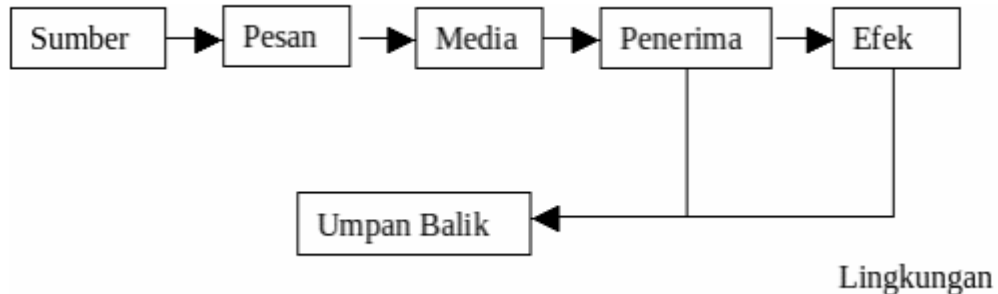 Sumber
Pesan
Media
Penerima
Efek
Umpan Balik
Lingkungan